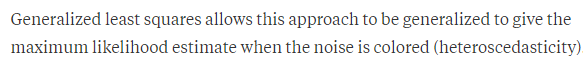 Generalized least squares allows this approach to be generalized to give the
maximum likelihood estimate when the noise is colored (heteroscedasticity)